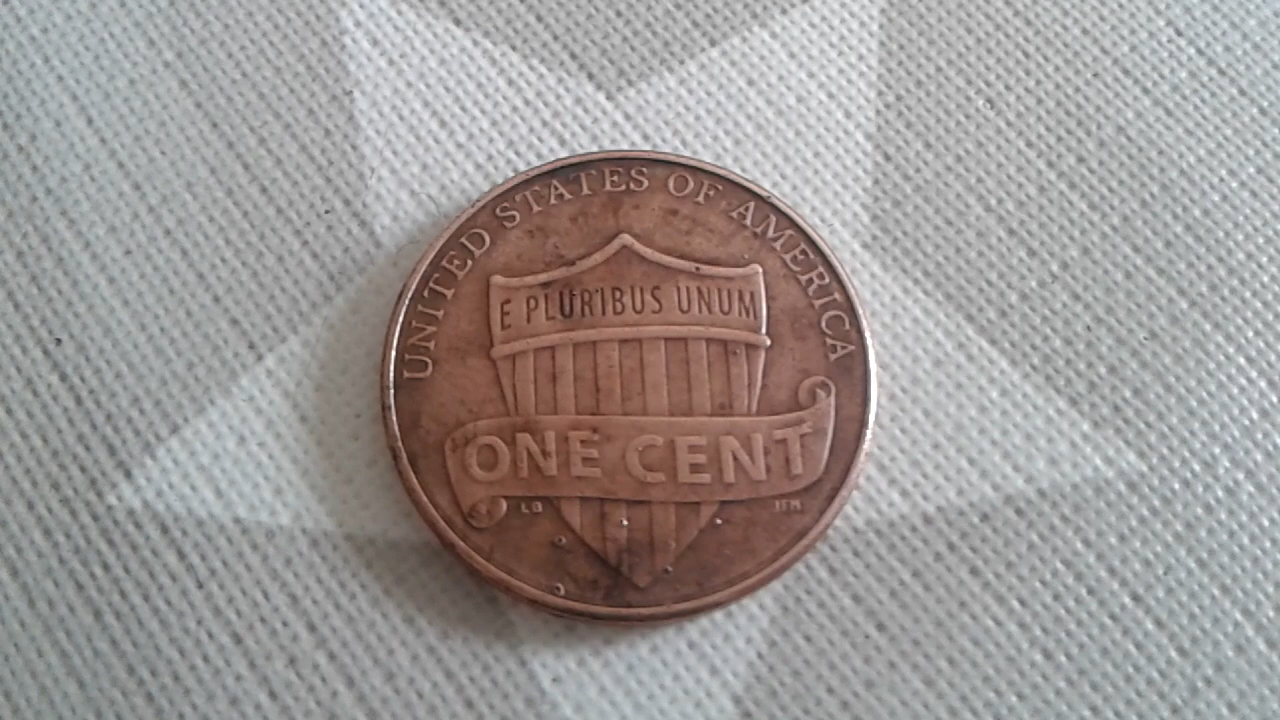 UNITED STATES OF AMERICA
E PLURIBUS UNUM
ONE CENT
LB JFM